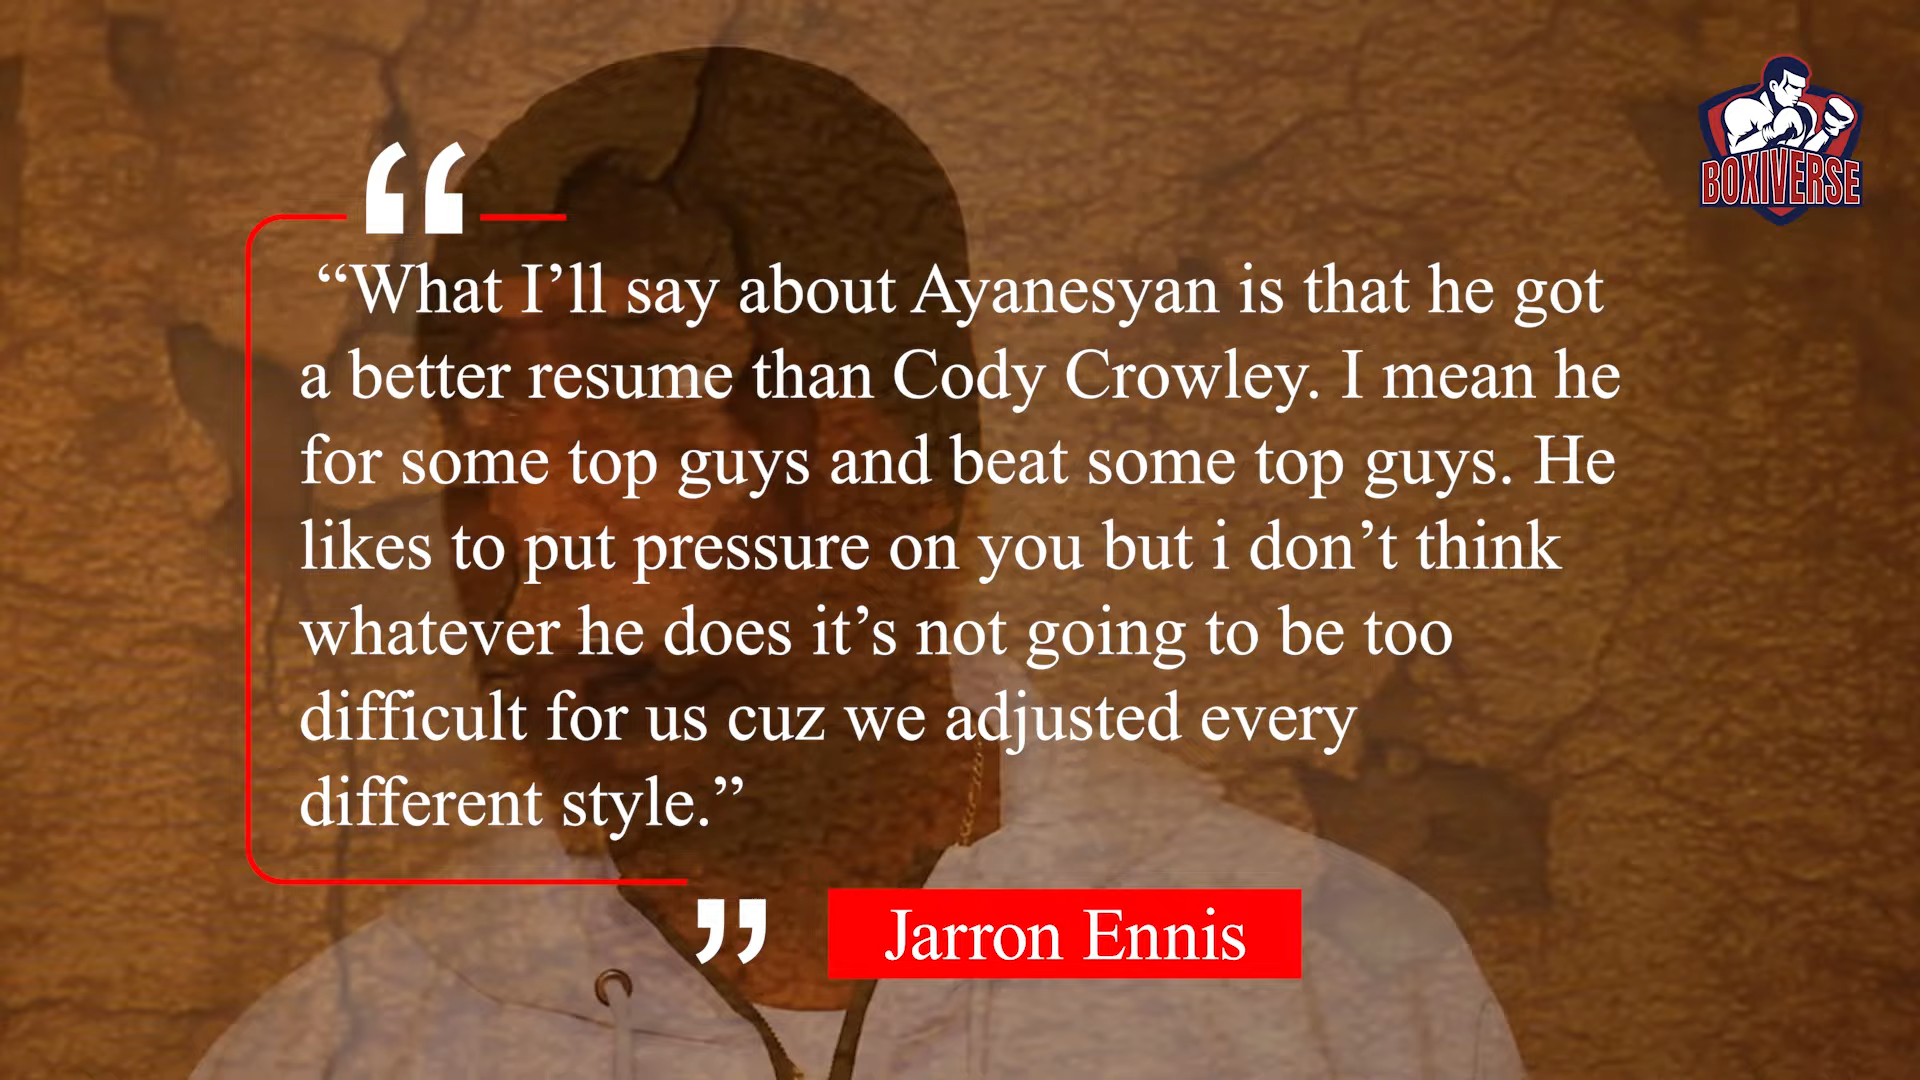 BOXIVERSE
“What I’ll say about Ayanesyan is that he got
a better resume than Cody Crowley. I mean he
for some top guys and beat some top guys. He
likes to put pressure on you but i don’t think
whatever he does it’s not going to be too
difficult for us cuz we adjusted every
different style.”
Jarron Ennis